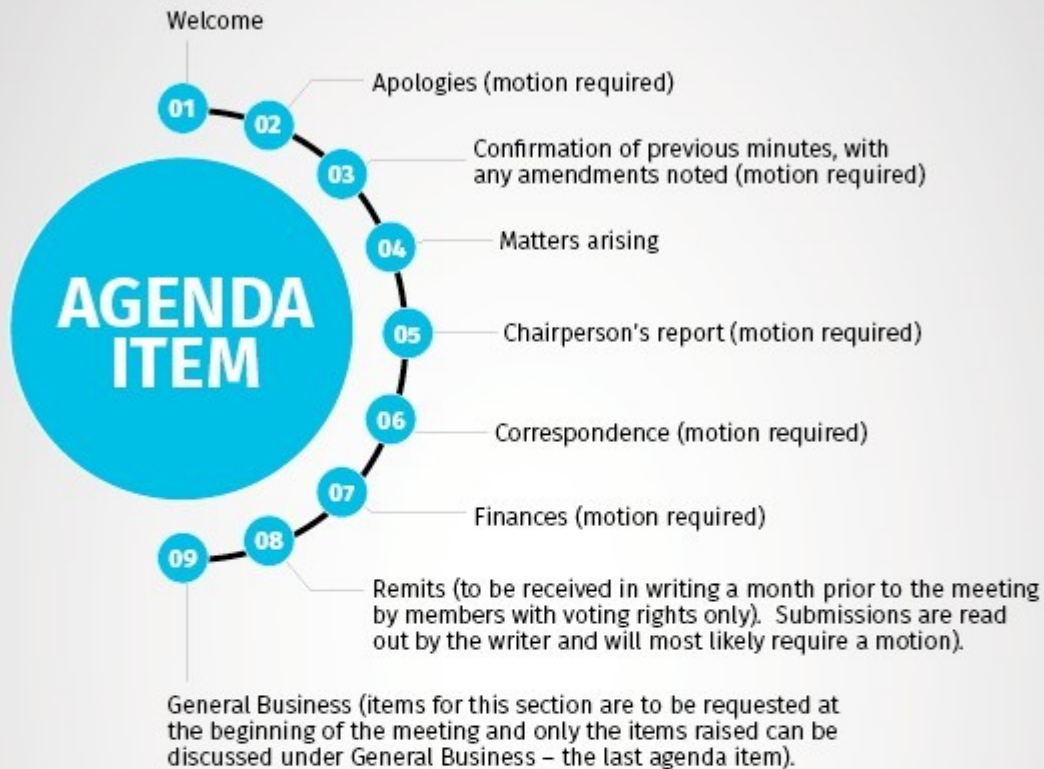 Welcome
01
02
Apologies (motion required)
03
Confirmation of previous minutes, with
any amendments noted (motion required)
04
Matters arising
AGENDA
ITEM
05
Chairperson's report (motion required)
06
Correspondence (motion required)
07
Finances (motion required)
08
Remits (to be received in writing a month prior to the meeting
by members with voting rights only).  Submissions are read
out by the writer and will most likely require a motion).
09
General Business (items for this section are to be requested at
the beginning of the meeting and only the items raised can be
discussed under General Business – the last agenda item).